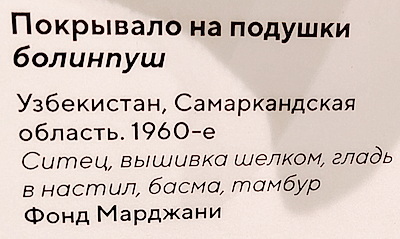 Покрывало на подушки
болинпуш
Узбекистан, Самаркандская
область. 1960-е
Ситец, вышивка шелком, гладь
в настил, басма, тамбур
Фонд Марджани